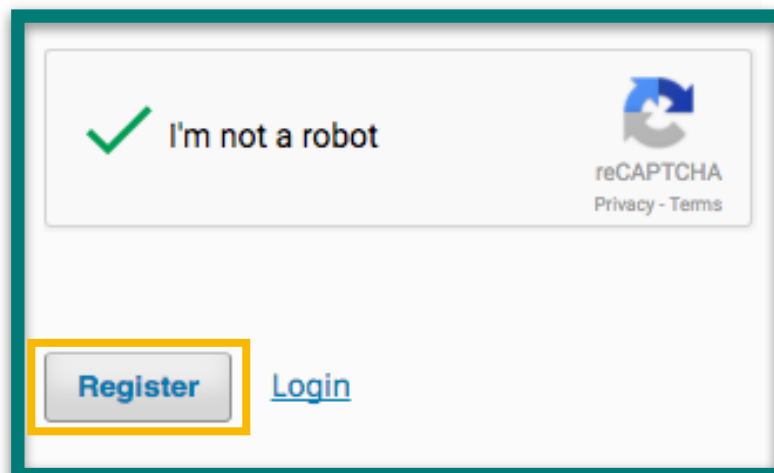 I'm not a robot
reCAPTCHA
Privacy - Terms
Register Login